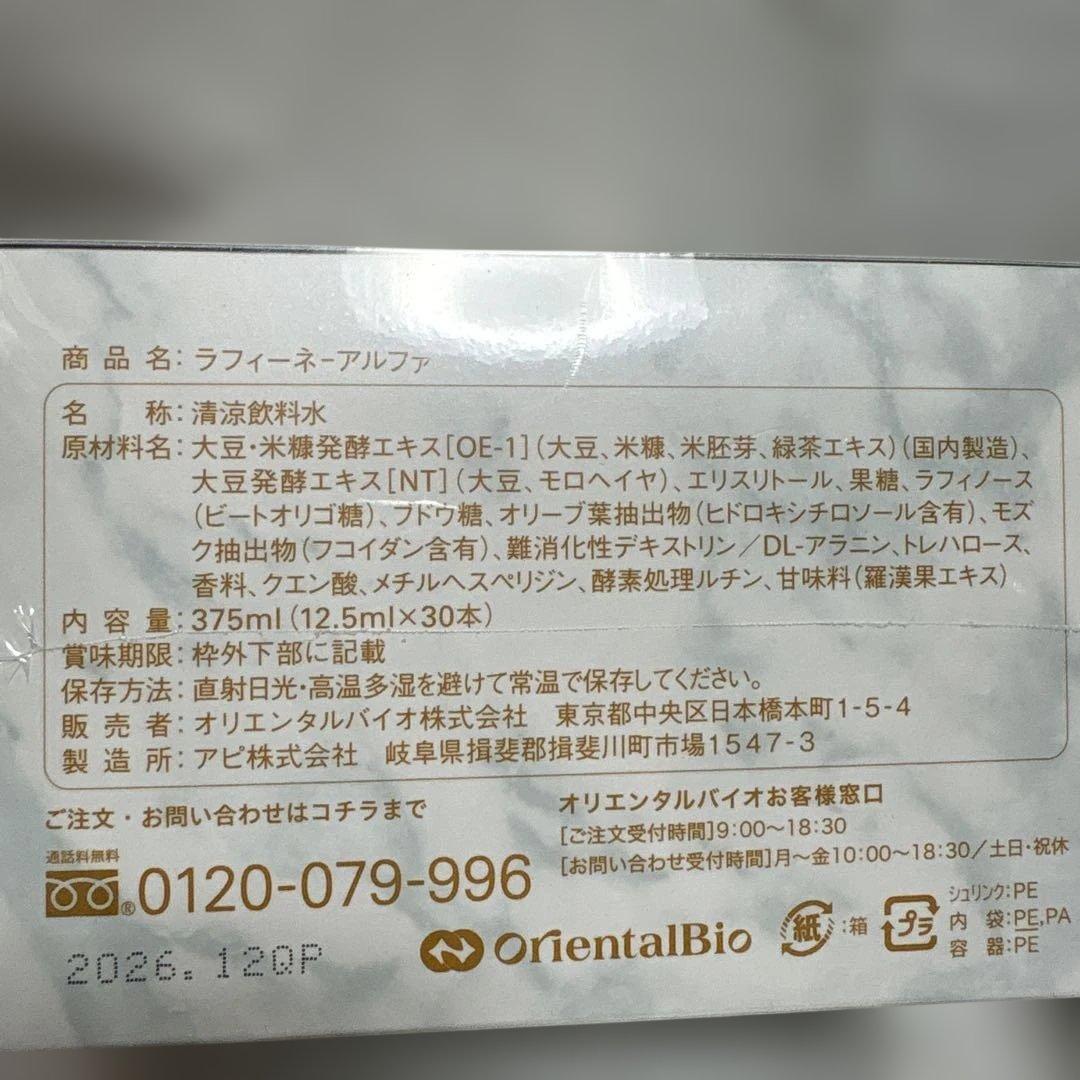 商品名：ラフィーネ-アルファ
名称：清涼飲料水
原材料名：大豆・米糠発酵エキス[OE-1]（大豆、米糠、米胚芽、緑茶エキス）（国内製造）、
大豆発酵エキス[NT]（大豆、モロヘイヤ）、エリスリトール、果糖、ラフィノース
（ビートオリゴ糖）、ブドウ糖、オリーブ葉抽出物（ヒドロキシチロソール含有）、モズ
ク抽出物（フコイダン含有）、難消化性デキストリン／DL-アラニン、トレハロース、
香料、クエン酸、メチルヘスペリジン、酵素処理ルチン、甘味料（羅漢果エキス）
内容量：375ml（12.5ml×30本）
賞味期限：枠外下部に記載
保存方法：直射日光・高温多湿を避けて常温で保存してください。
販売者：オリエンタルバイオ株式会社 東京都中央区日本橋本町1-5-4
製造所：アピ株式会社 岐阜県揖斐郡揖斐川町市場1547-3
ご注文・お問い合わせはコチラまで
通話料無料
®0120-079-996
オリエンタルバイオお客様窓口
[ご注文受付時間]9:00～18:30
[お問い合わせ受付時間]月～金10:00～18:30／土日・祝休
2026.12QP
OrientalBio
紙：箱
プラ
シュリンク：PE
内袋：PE,PA
容器：PE